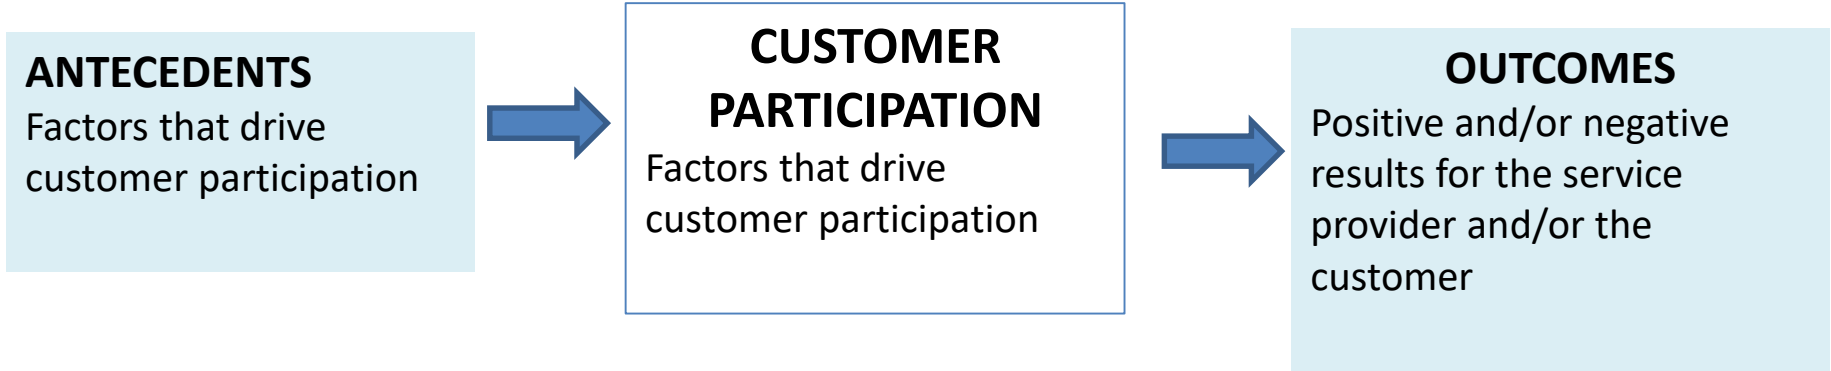 ANTECEDENTS
Factors that drive
customer participation
CUSTOMER
PARTICIPATION
Factors that drive
customer participation
OUTCOMES
Positive and/or negative
results for the service
provider and/or the
customer